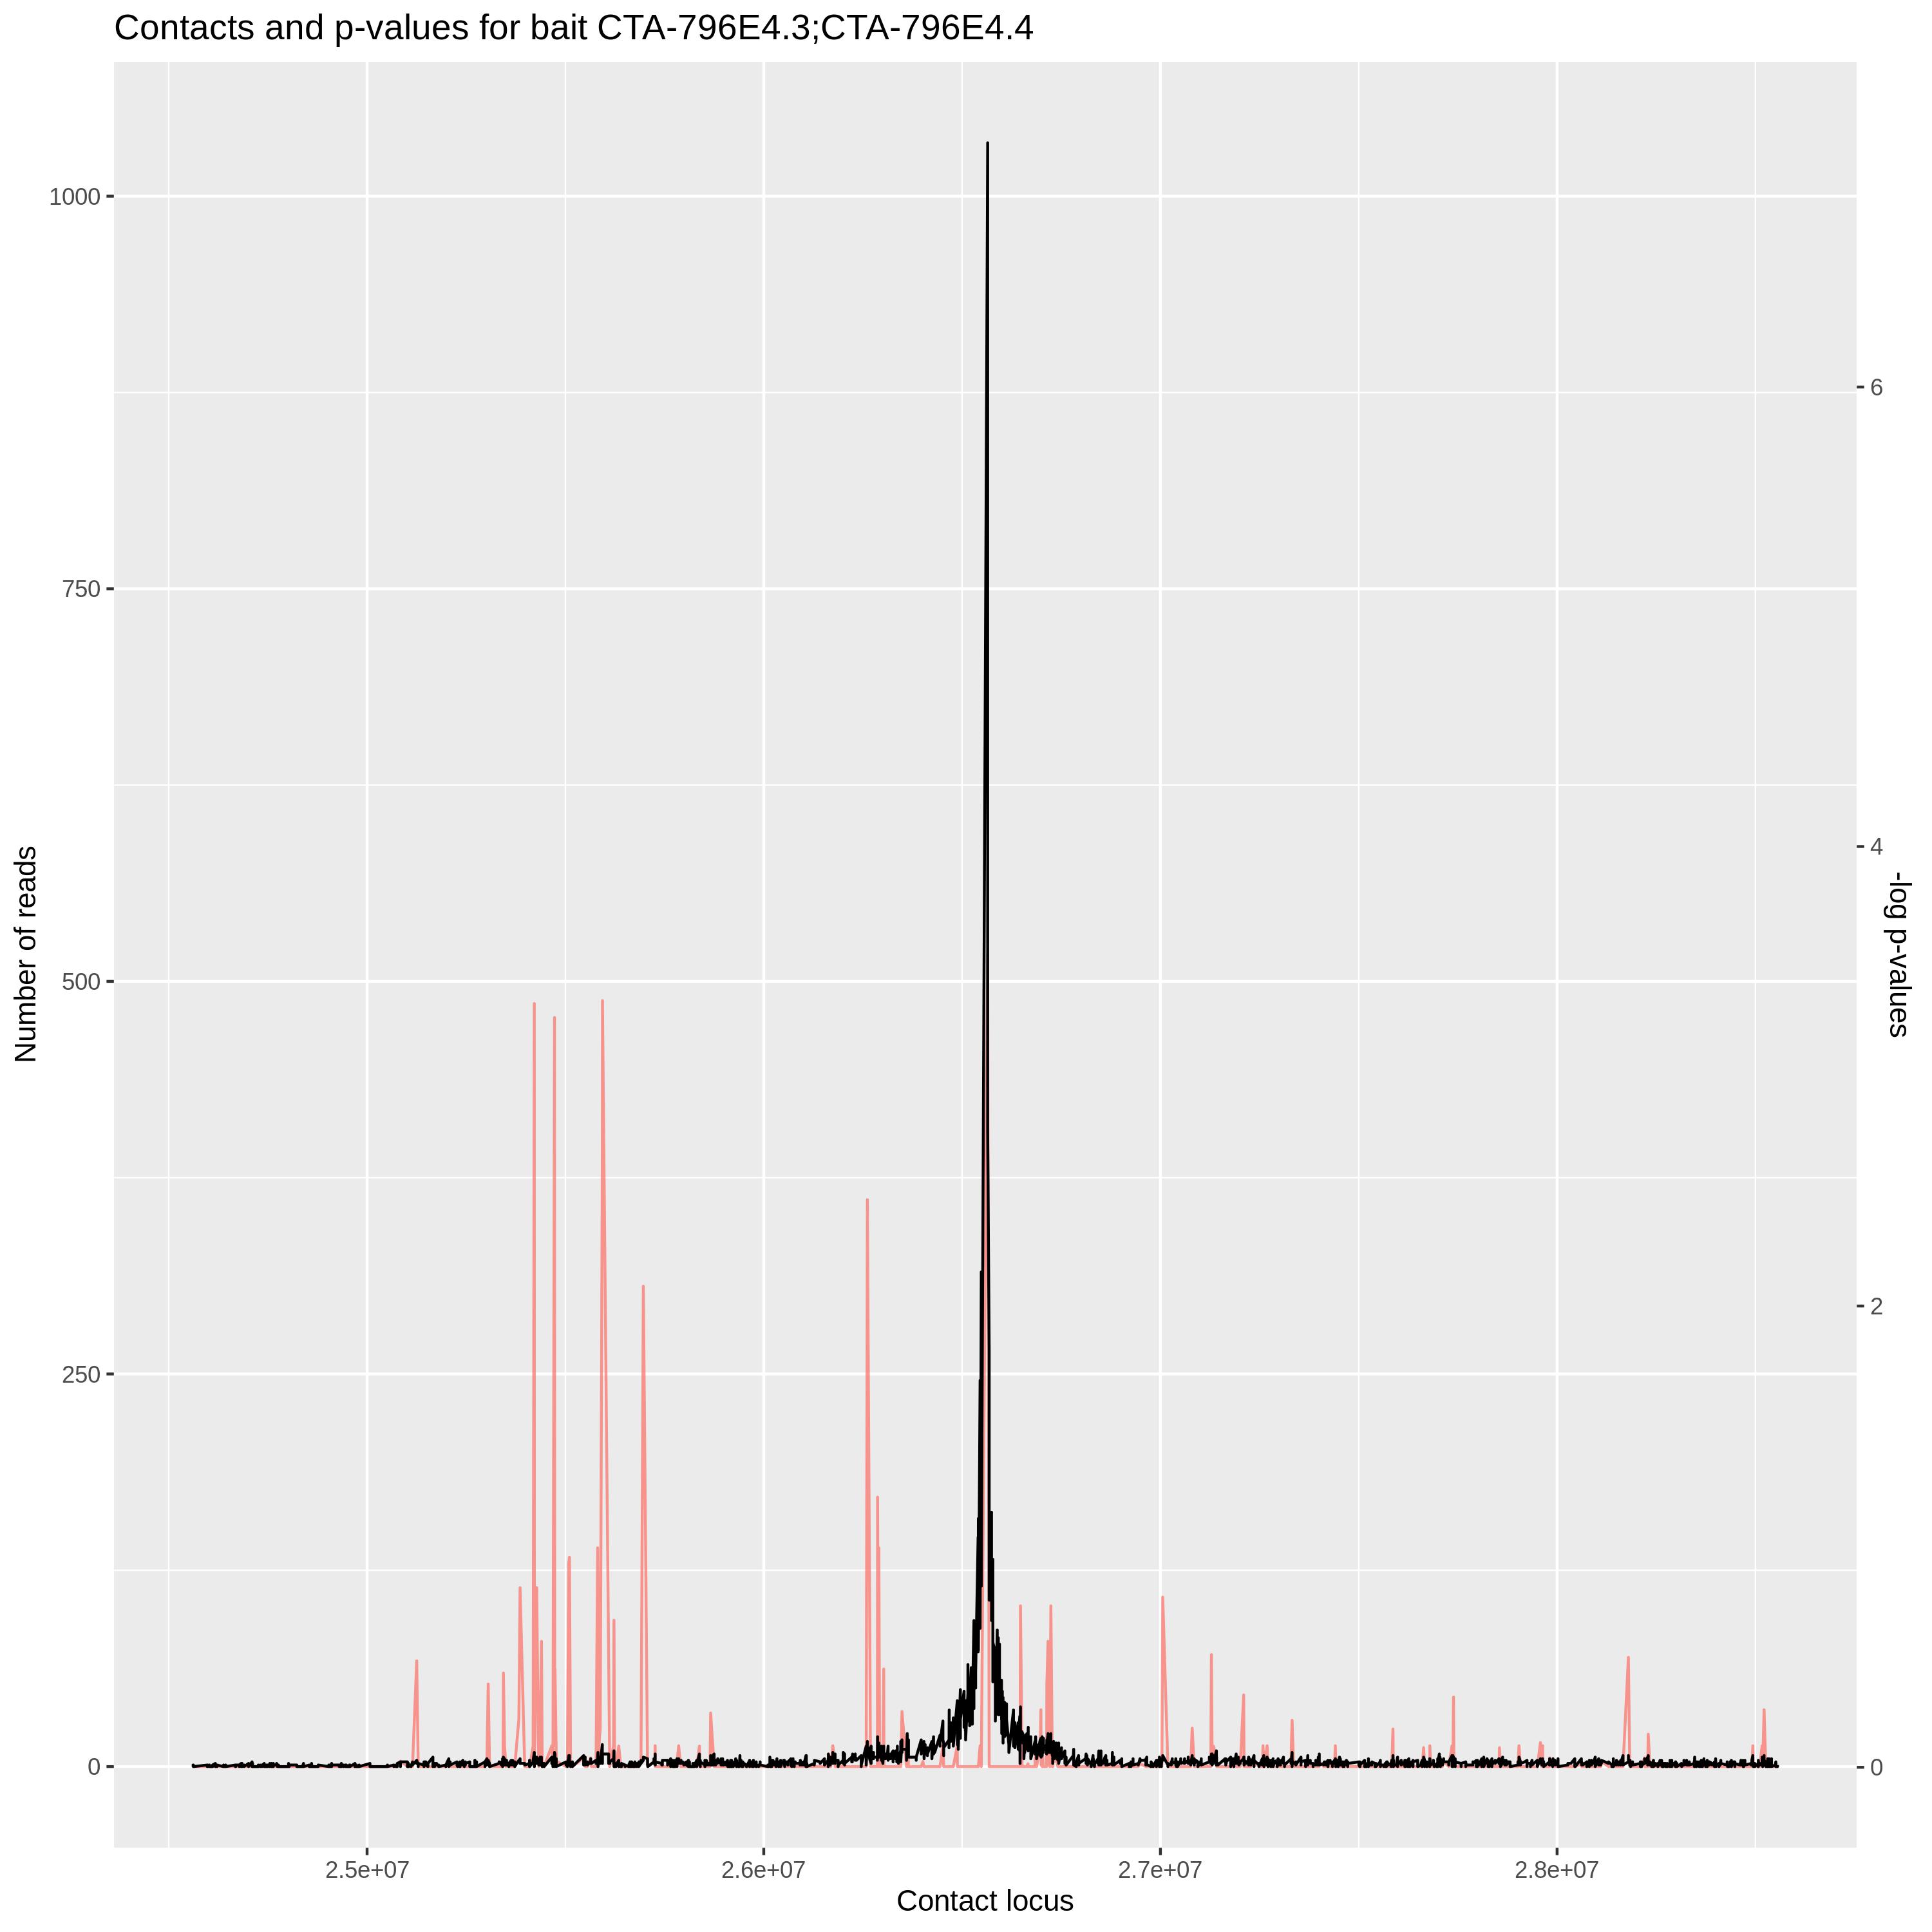 Contacts and p-values for bait CTA-796E4.3;CTA-796E4.4
1000
750
500
250
0
Number of reads
6
4
2
0
-log p-values
2.5e+07
2.6e+07
2.7e+07
2.8e+07
Contact locus